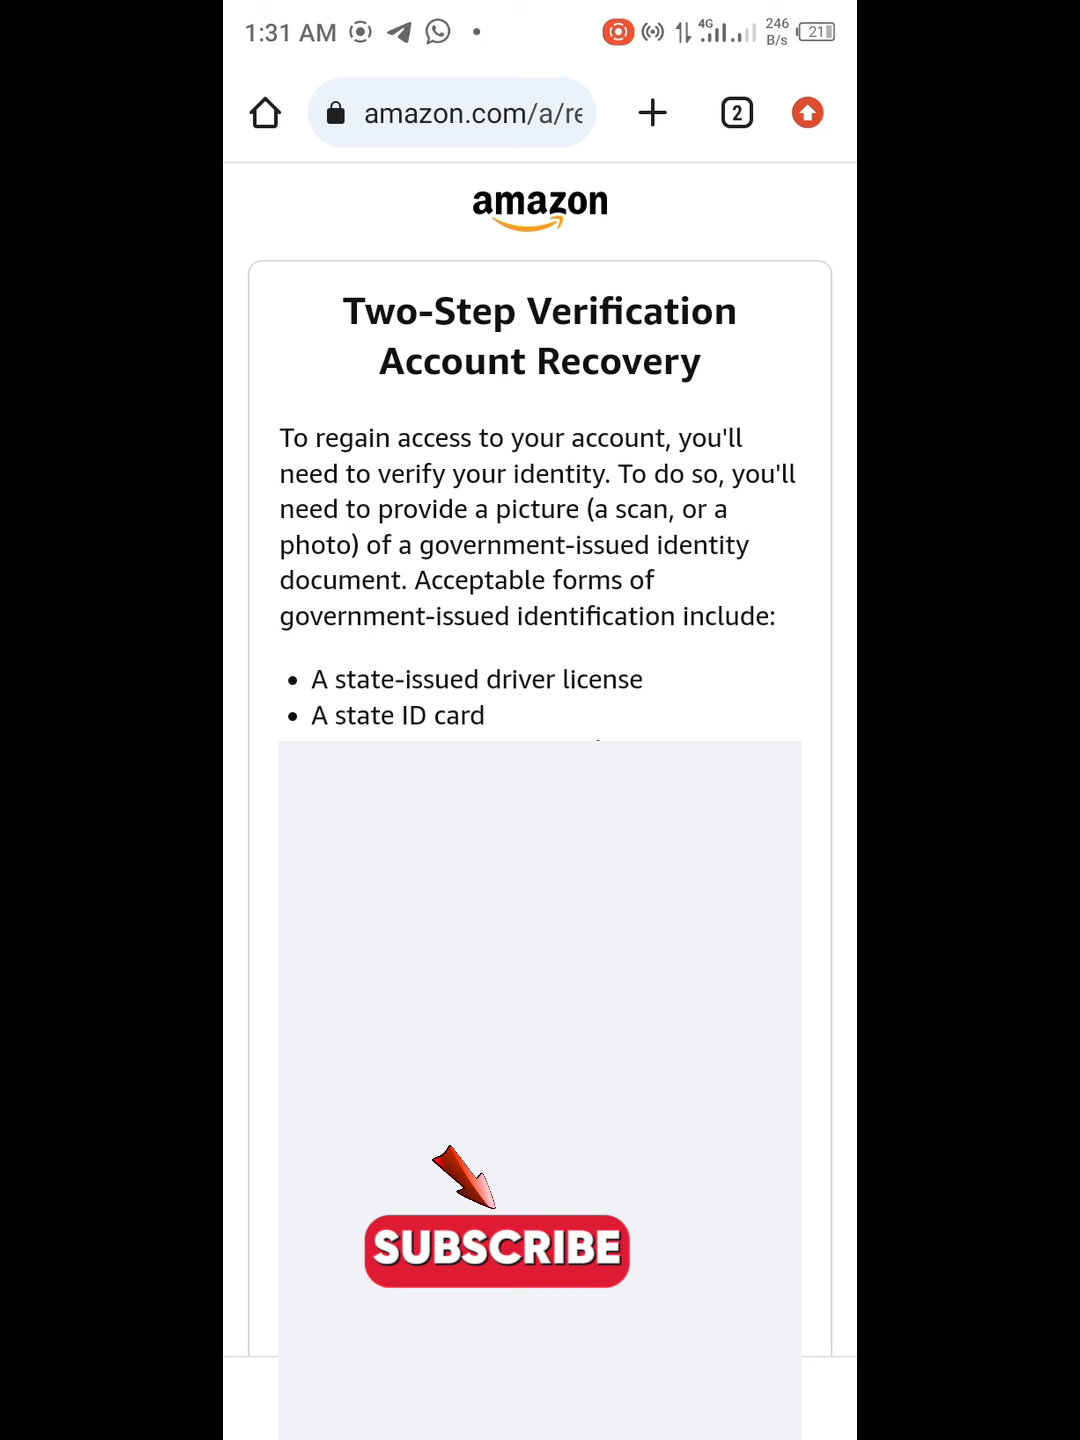 1:31 AM
4G
246
B/s
21
amazon.com/a/re
2
amazon
Two-Step Verification
Account Recovery
To regain access to your account, you'll
need to verify your identity. To do so, you'll
need to provide a picture (a scan, or a
photo) of a government-issued identity
document. Acceptable forms of
government-issued identification include:
• A state-issued driver license
• A state ID card
SUBSCRIBE